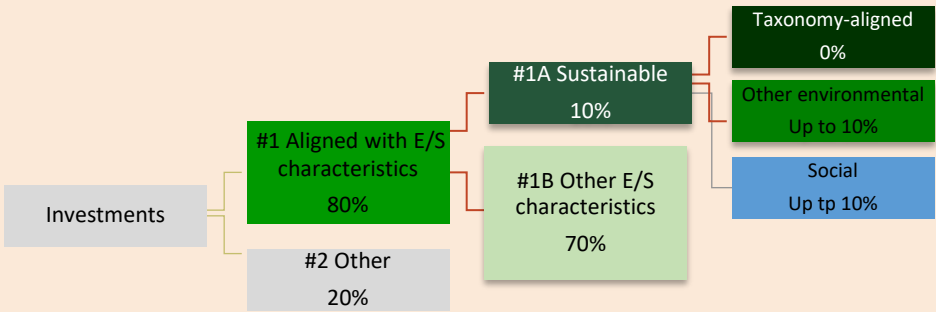 Investments
#1 Aligned with E/S
characteristics
80%
#2 Other
20%
#1A Sustainable
10%
#1B Other E/S
characteristics
70%
Taxonomy-aligned
0%
Other environmental
Up to 10%
Social
Up tp 10%